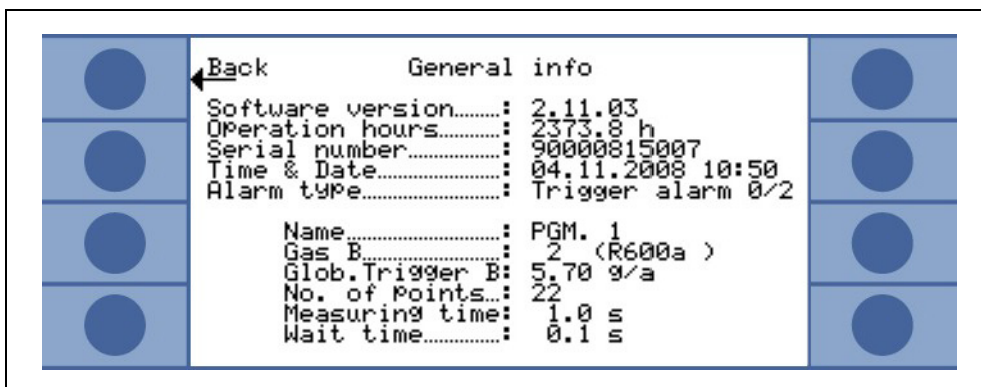 Back General info
Software version........: 2.11.03
Operation hours.........: 2373.8 h
Serial number...............: 90000815007
Time & Date...................: 04.11.2008 10:50
Alarm type......................: Trigger alarm 0/2
Name..........................: PGM. 1
Gas B........................: 2 (R600a )
Glob.Trigger B: 5.70 g/a
No. of points...: 22
Measuring time: 1.0 s
Wait time.............: 0.1 s